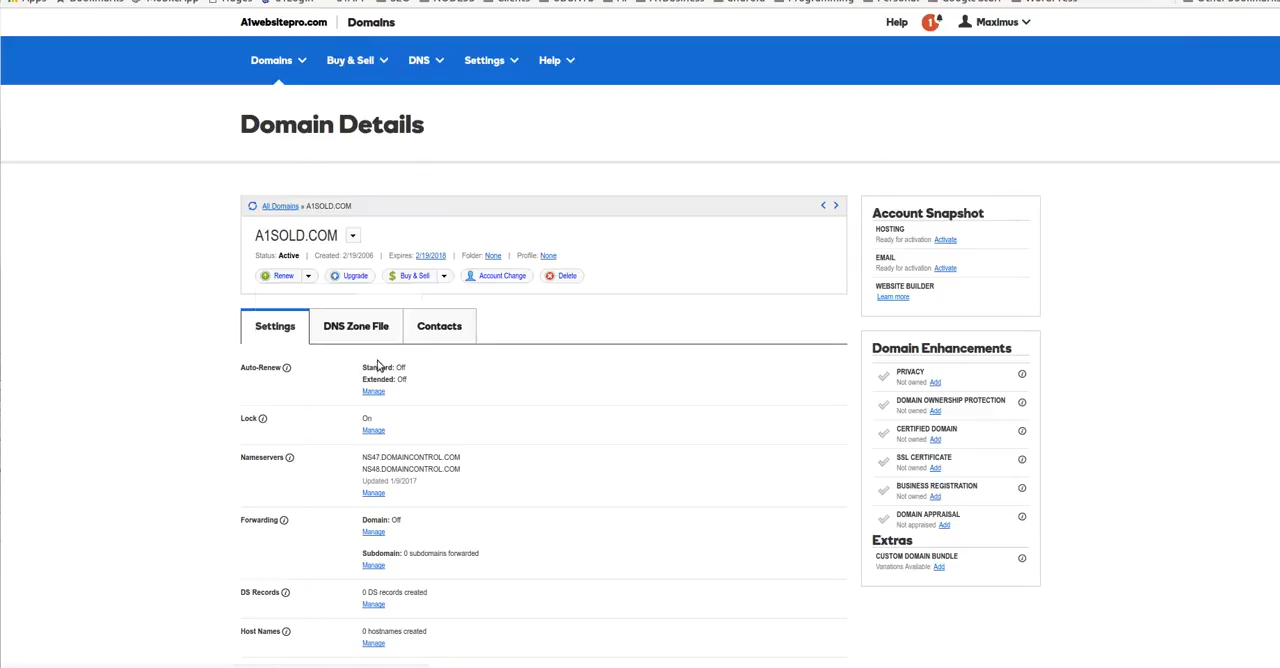 Apps Bookmarks MobileApp
A1websitepro.com Domains Help 1 Maximus
Domains Buy & Sell DNS Settings Help
Domain Details
All Domains » A1SOLD.COM
A1SOLD.COM
Status: Active | Created: 2/19/2006 | Expires: 2/19/2018 | Folder: None | Profile: None
Renew Upgrade Buy & Sell Account Change Delete
Settings DNS Zone File Contacts
Auto-Renew Standard: Off
Extended: Off
Manage
Lock On
Manage
Nameservers NS47.DOMAINCONTROL.COM
NS48.DOMAINCONTROL.COM
Updated 1/9/2017
Manage
Forwarding Domain: Off
Manage
Subdomain: 0 subdomains forwarded
Manage
DS Records 0 DS records created
Manage
Host Names 0 hostnames created
Manage
Account Snapshot
HOSTING
Ready for activation Activate
EMAIL
Ready for activation Activate
WEBSITE BUILDER
Learn more
Domain Enhancements
PRIVACY
Not owned Add
DOMAIN OWNERSHIP PROTECTION
Not owned Add
CERTIFIED DOMAIN
Not owned Add
SSL CERTIFICATE
Not owned Add
BUSINESS REGISTRATION
Not owned Add
DOMAIN APPRAISAL
Not appraised Add
Extras
CUSTOM DOMAIN BUNDLE
Variations Available Add